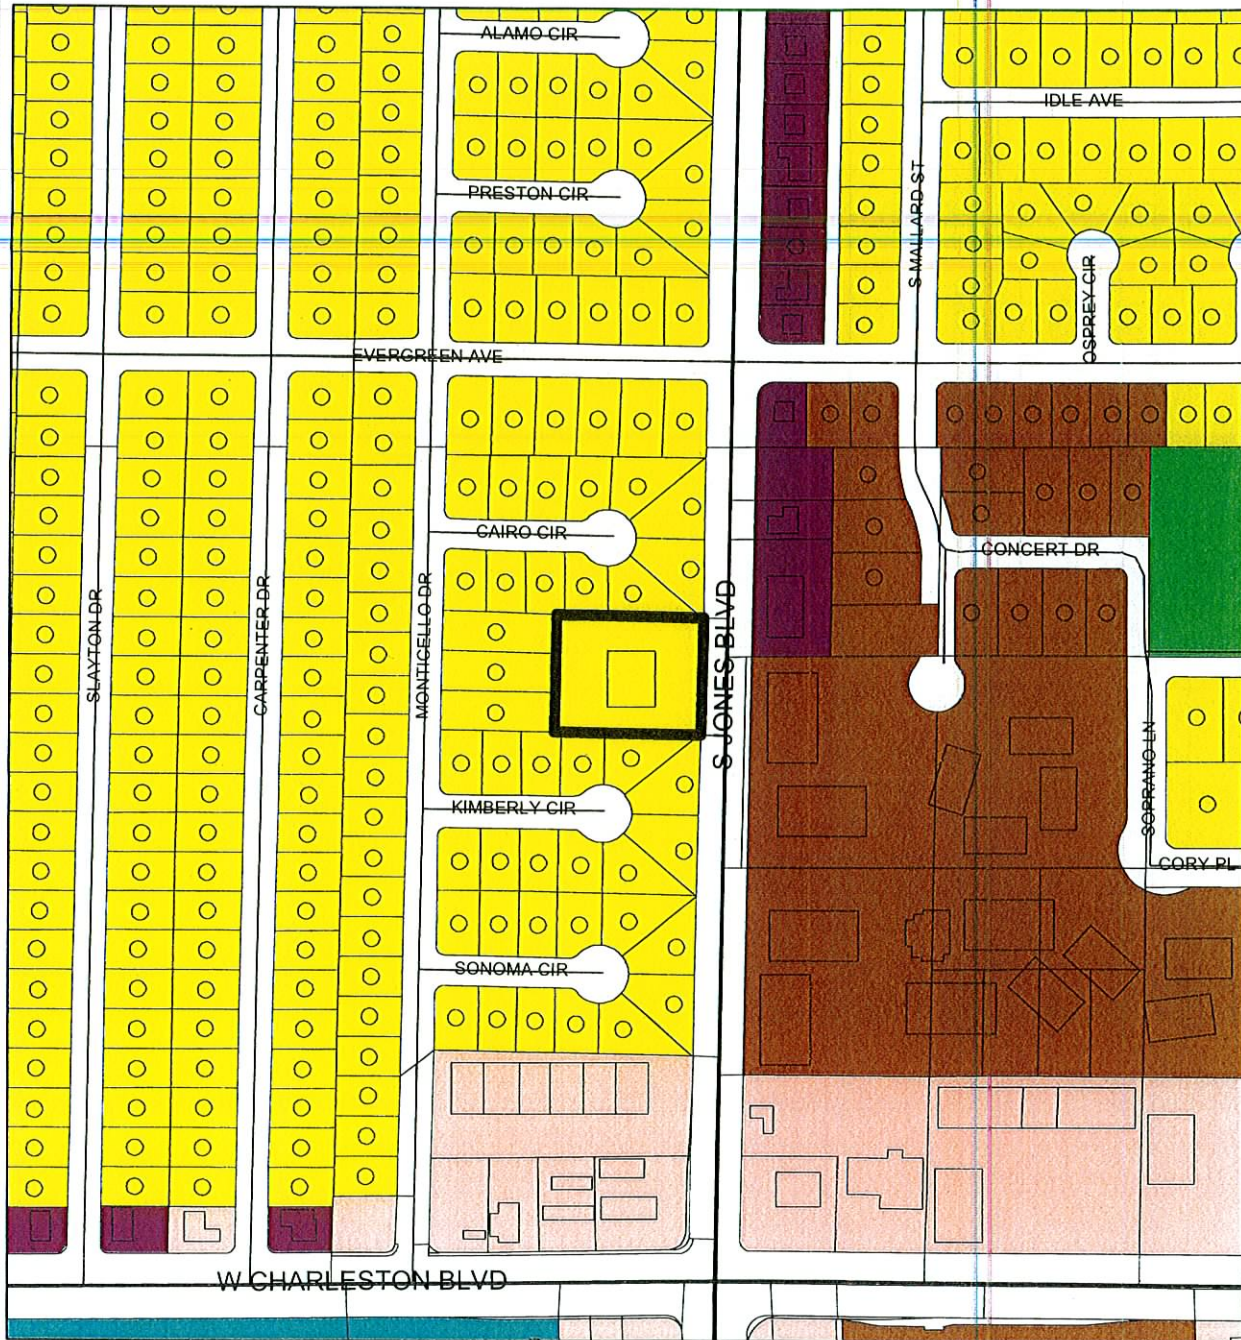 ALAMO CIR
IDLE AVE
PRESTON CIR
S MALLARD ST
OSPREY CIR
EVERGREEN AVE
CAIRO CIR
CONCERT DR
SLAYTON DR
CARPENTER DR
MONTICELLO DR
S JONES BLVD
SOPRANO LN
KIMBERLY CIR
CORY PL
SONOMA CIR
W CHARLESTON BLVD